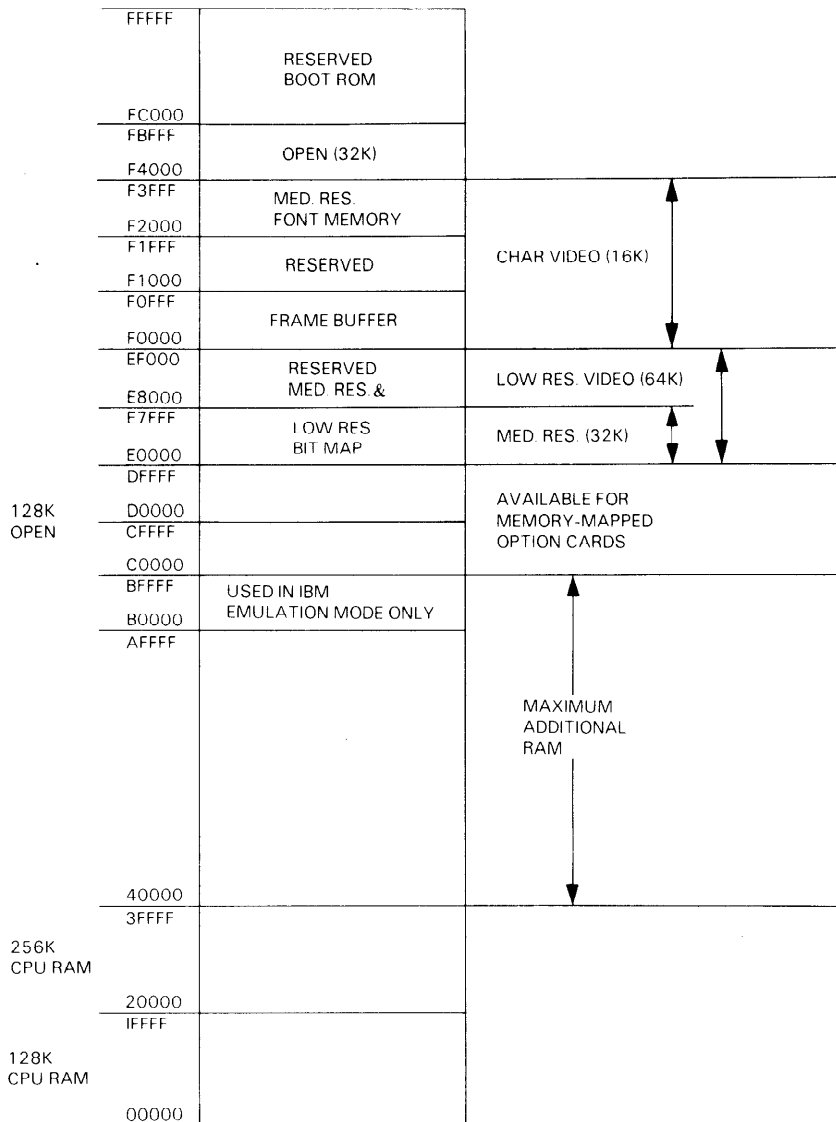 FFFFF
RESERVED
BOOT ROM
FC000
FBFFF
OPEN (32K)
F4000
F3FFF
MED. RES.
FONT MEMORY
F2000
F1FFF
RESERVED
F1000
F0FFF
FRAME BUFFER
F0000
CHAR VIDEO (16K)
EF000
RESERVED
MED. RES. &
E8000
LOW RES. VIDEO (64K)
F7FFF
LOW RES
BIT MAP
E0000
MED. RES. (32K)
DFFFF
D0000
CFFFF
C0000
128K
OPEN
AVAILABLE FOR
MEMORY-MAPPED
OPTION CARDS
BFFFF
USED IN IBM
EMULATION MODE ONLY
B0000
AFFFF
MAXIMUM
ADDITIONAL
RAM
40000
3FFFF
256K
CPU RAM
20000
IFFFF
128K
CPU RAM
00000